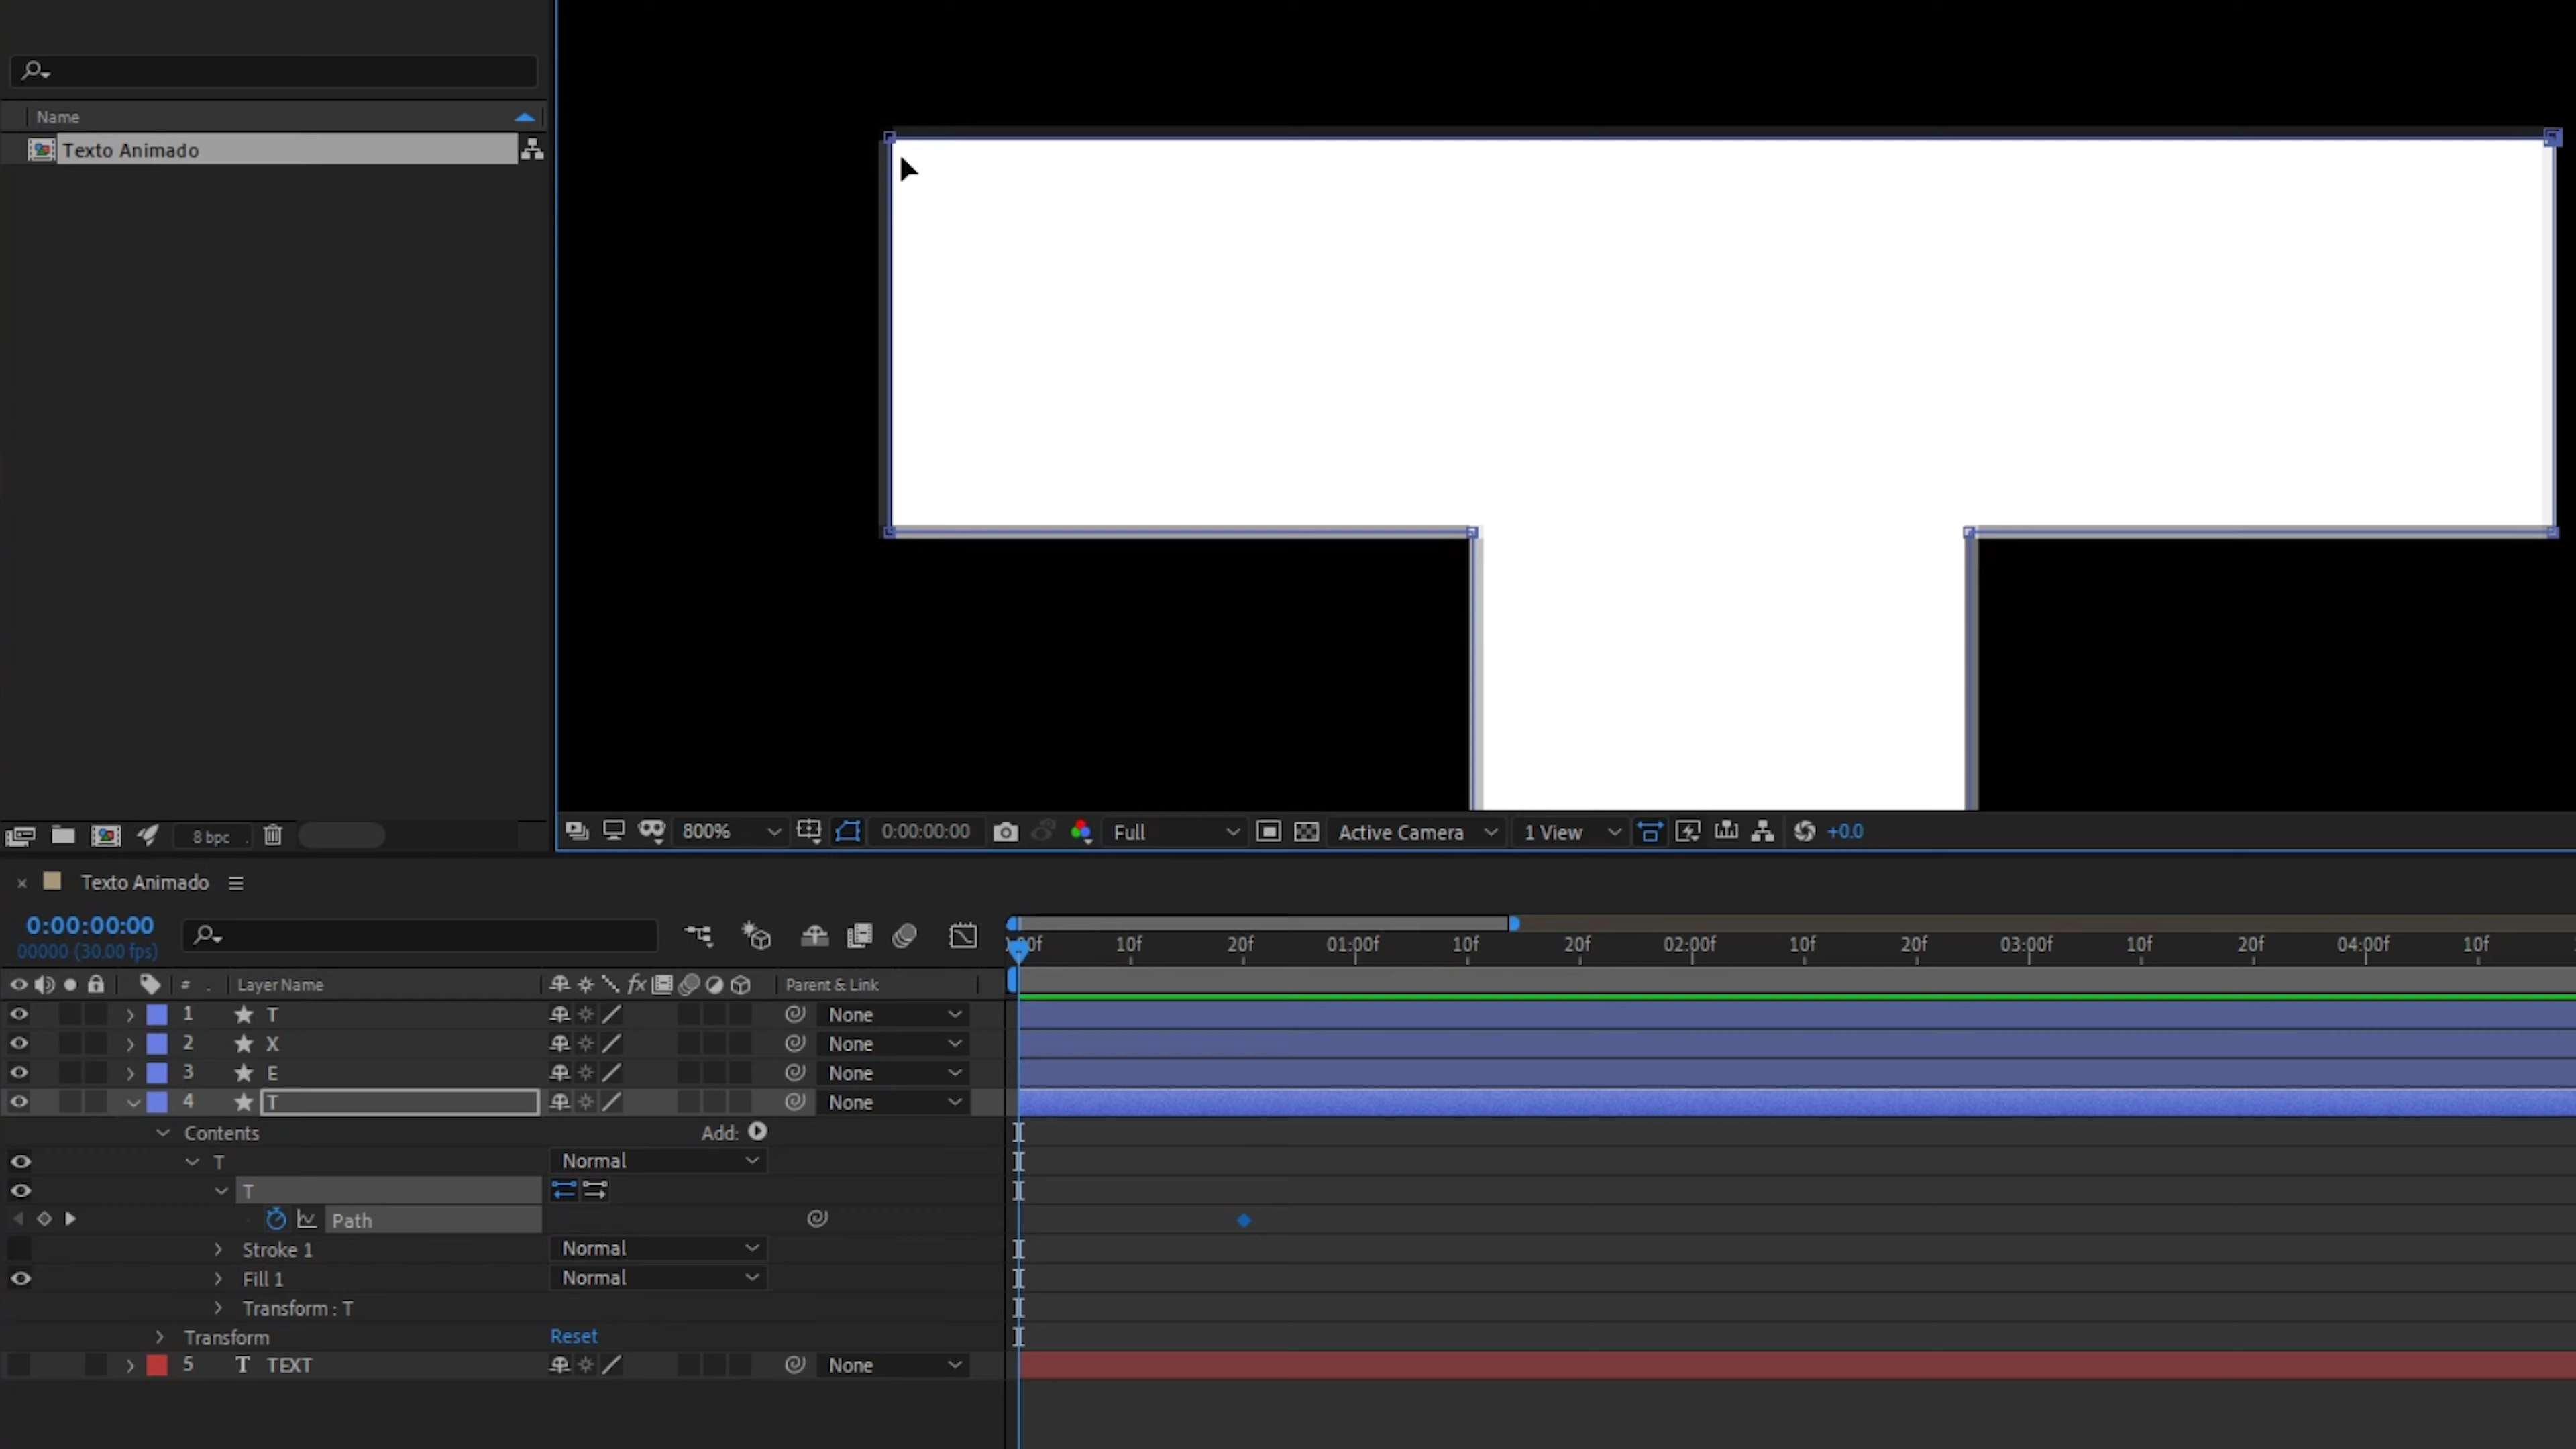 Name
Texto Animado
8 bpc
800%
0:00:00:00
Full
Active Camera
1 View
+0.0
Texto Animado
0:00:00:00
00000 (30.00 fps)
:00f 10f 20f 01:00f 10f 20f 02:00f 10f 20f 03:00f 10f 20f 04:00f 10f
# . Layer Name fx Parent & Link
1 T None
2 X None
3 E None
4 T None
Contents Add:
T Normal
T
Path
Stroke 1 Normal
Fill 1 Normal
Transform : T
Transform Reset
5 T TEXT None